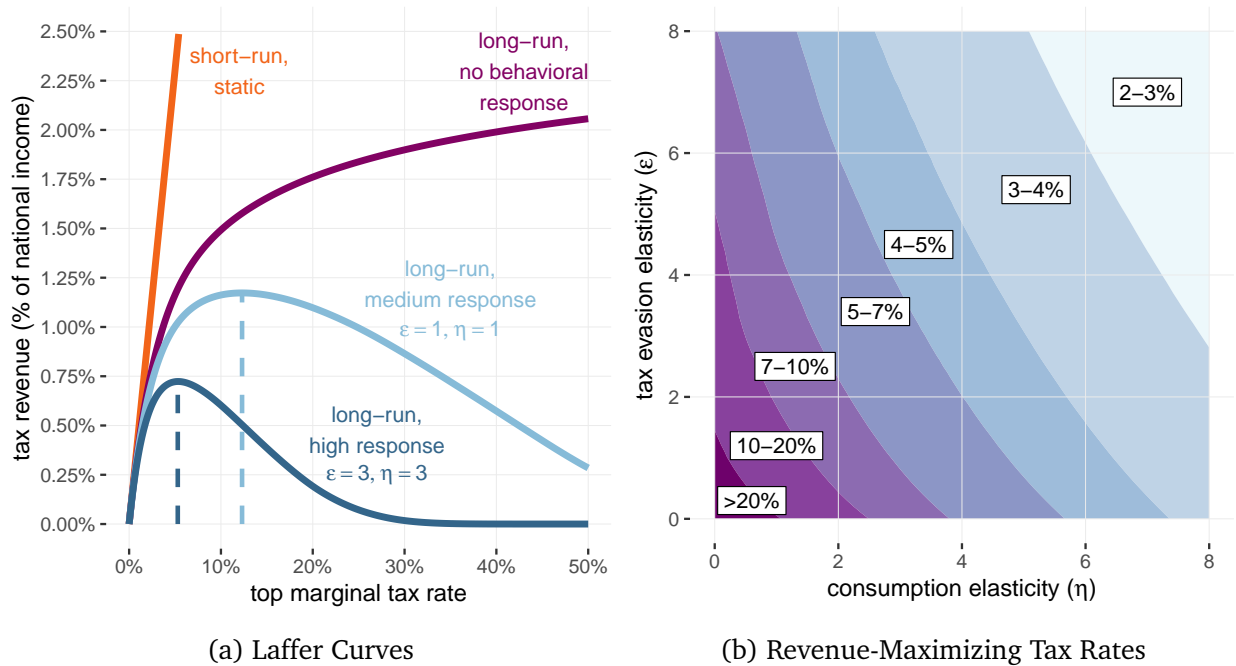 tax revenue (% of national income)
2.50%
2.25%
2.00%
1.75%
1.50%
1.25%
1.00%
0.75%
0.50%
0.25%
0.00%
short−run,
static
long−run,
no behavioral
response
long−run,
medium response
ε = 1, η = 1
long−run,
high response
ε = 3, η = 3
0% 10% 20% 30% 40% 50%
top marginal tax rate
(a) Laffer Curves
tax evasion elasticity (ε)
8
6
4
2
0
2−3%
3−4%
4−5%
5−7%
7−10%
10−20%
>20%
0 2 4 6 8
consumption elasticity (η)
(b) Revenue-Maximizing Tax Rates